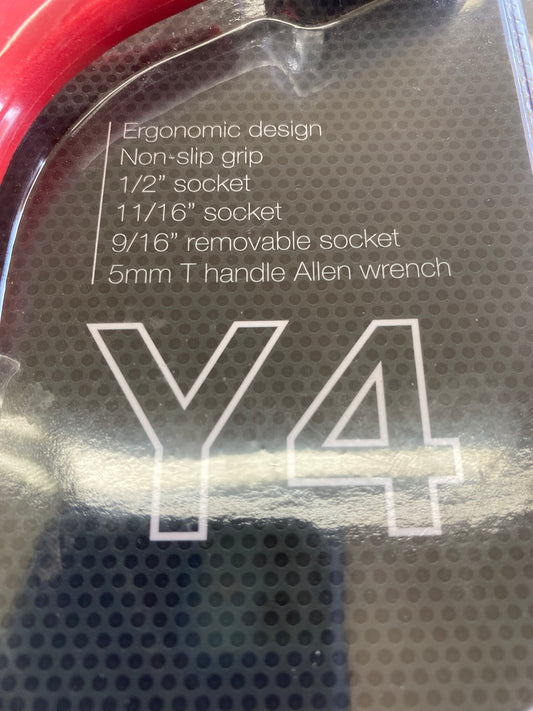 Ergonomic design
Non-slip grip
1/2” socket
11/16” socket
9/16” removable socket
5mm T handle Allen wrench
Y4